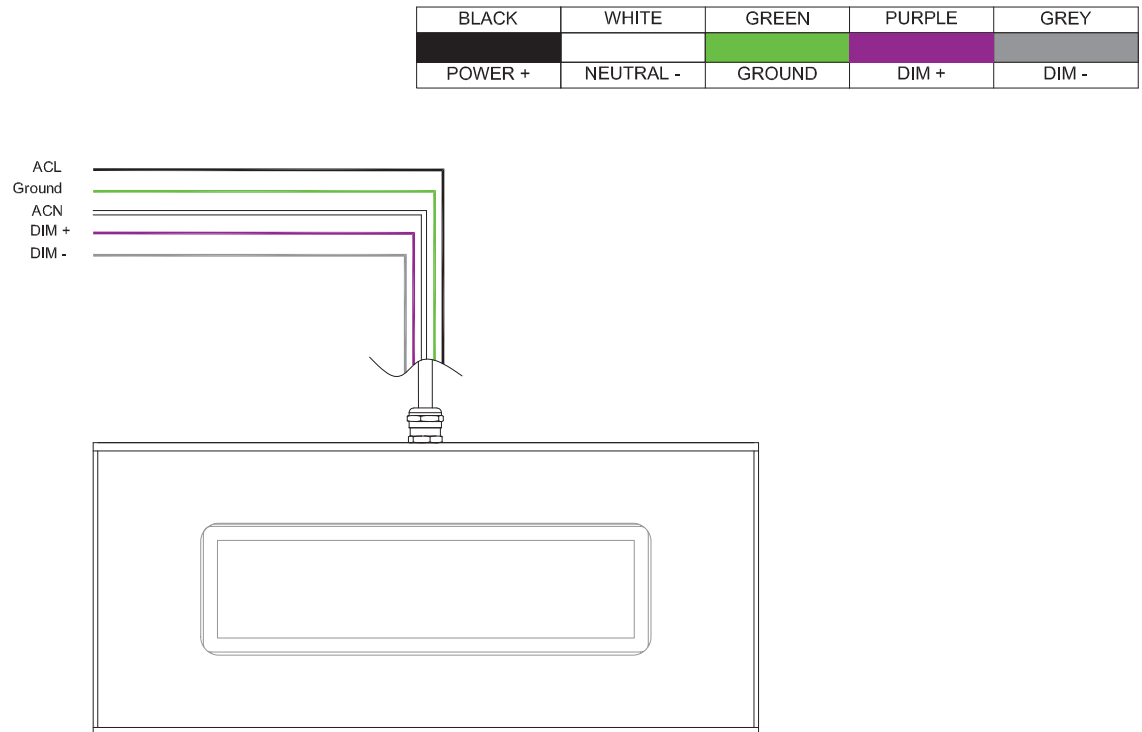 BLACK WHITE GREEN PURPLE GREY
POWER + NEUTRAL - GROUND DIM + DIM -
ACL
Ground
ACN
DIM +
DIM -